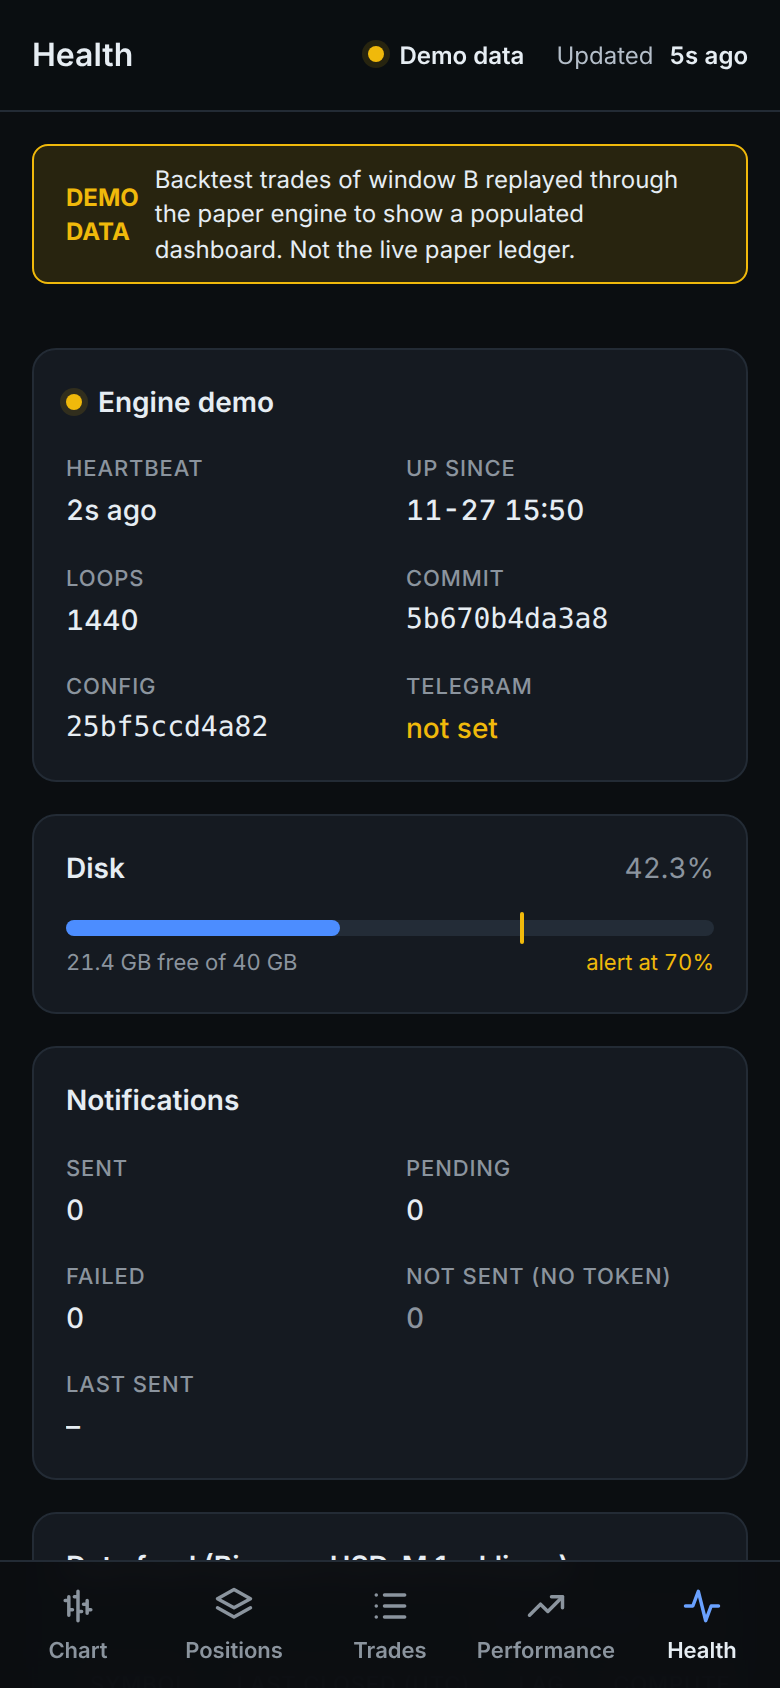 Health
Demo data Updated 5s ago
DEMO DATA
Backtest trades of window B replayed through
the paper engine to show a populated
dashboard. Not the live paper ledger.
Engine demo
HEARTBEAT UP SINCE
2s ago 11-27 15:50
LOOPS COMMIT
1440 5b670b4da3a8
CONFIG TELEGRAM
25bf5ccd4a82 not set
Disk 42.3%
21.4 GB free of 40 GB alert at 70%
Notifications
SENT PENDING
0 0
FAILED NOT SENT (NO TOKEN)
0 0
LAST SENT
–
Chart Positions Trades Performance Health